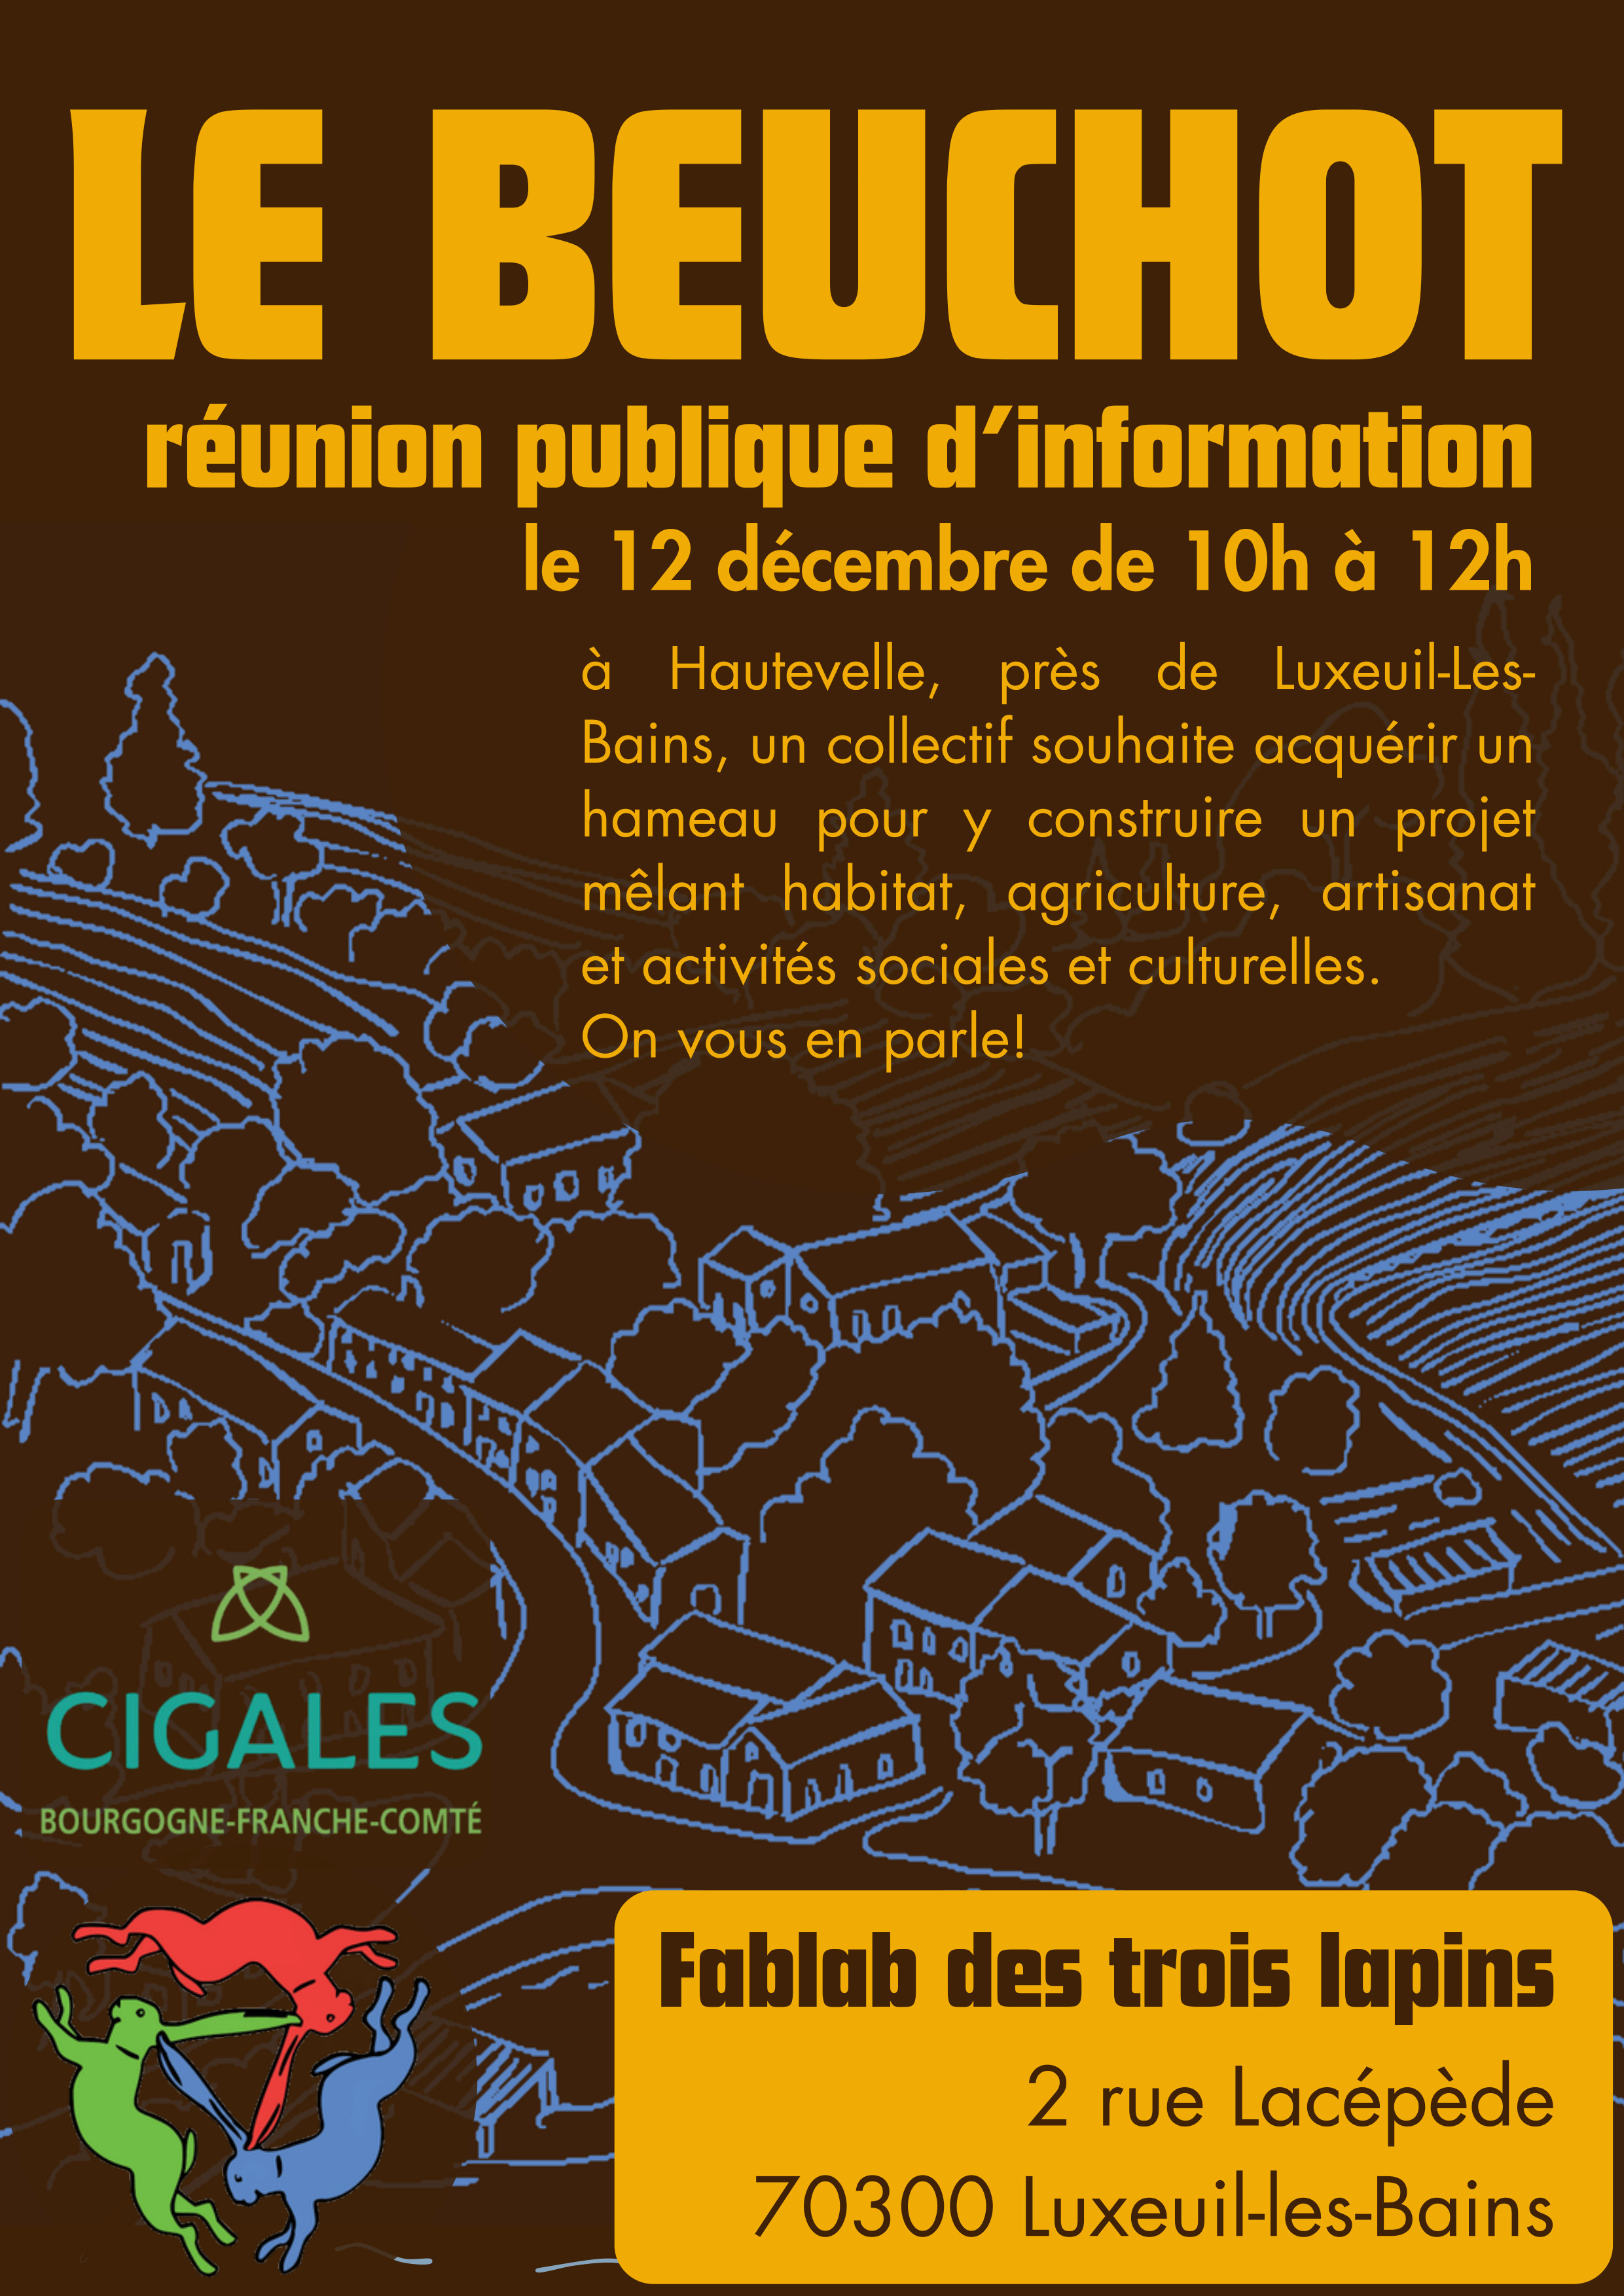 LE BEUCHOT
réunion publique d’information
le 12 décembre de 10h à 12h
à Hautevelle, près de Luxeuil-Les-
Bains, un collectif souhaite acquérir un
hameau pour y construire un projet
mêlant habitat, agriculture, artisanat
et activités sociales et culturelles.
On vous en parle!
CIGALES
BOURGOGNE-FRANCHE-COMTÉ
Fablab des trois lapins
2 rue Lacépède
70300 Luxeuil-les-Bains